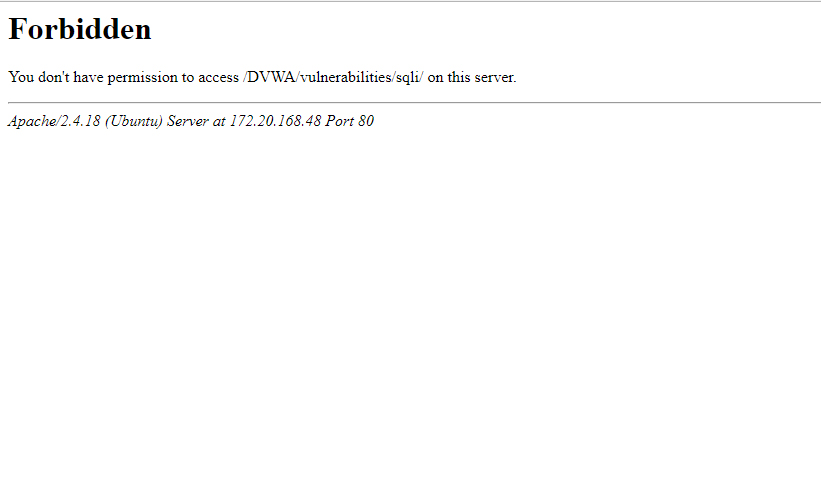 Forbidden
You don't have permission to access /DVWA/vulnerabilities/sqli/ on this server.
Apache/2.4.18 (Ubuntu) Server at 172.20.168.48 Port 80